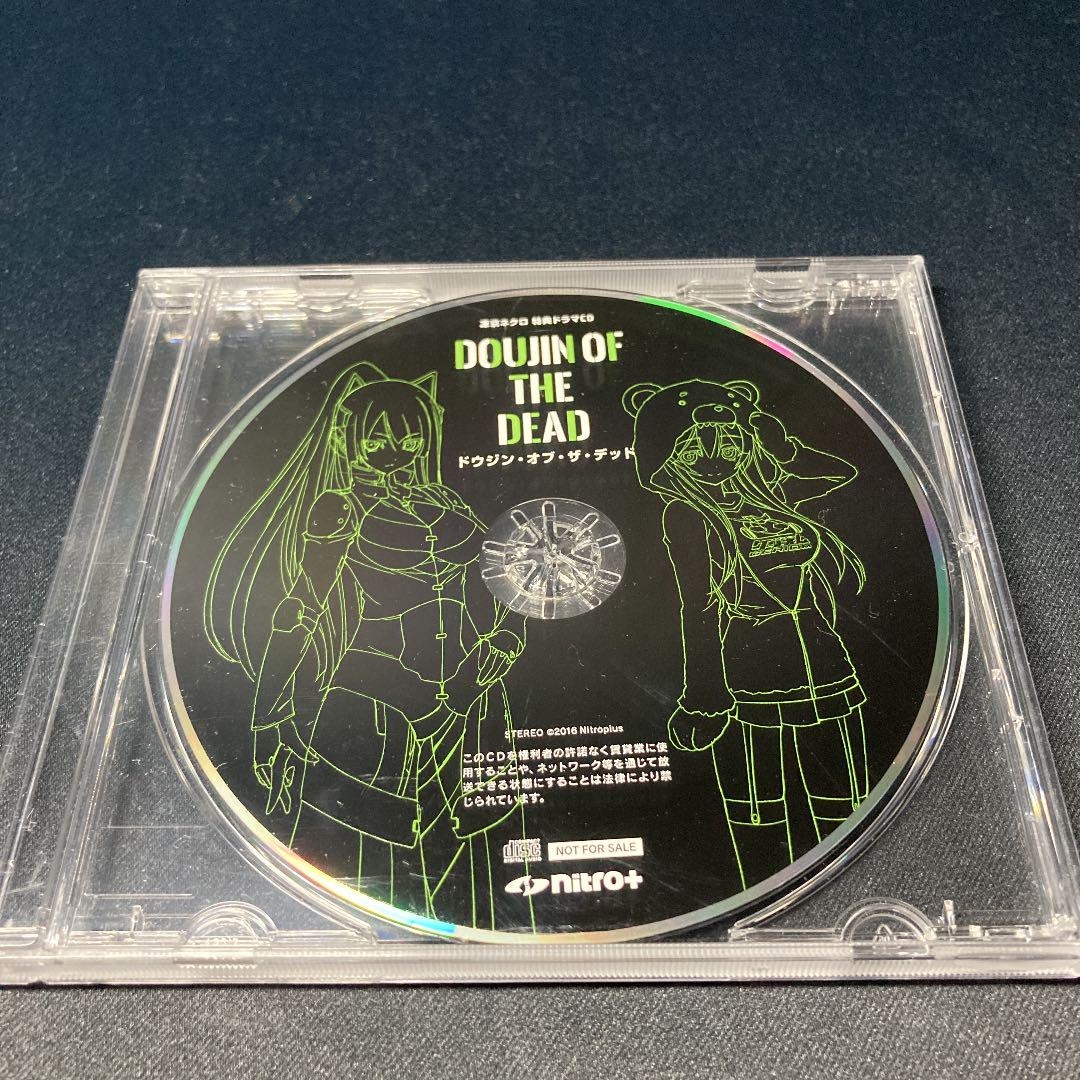 凍京ネクロ 特典ドラマCD
DOUJIN OF
THE
DEAD
ドウジン・オブ・ザ・デッド
STEREO ©2016 Nitroplus
このCDを権利者の許諾なく賃貸業に使
用することや、ネットワーク等を通じて放
送できる状態にすることは法律により禁
じられています。
disc
DIGITAL AUDIO
NOT FOR SALE
nitro+